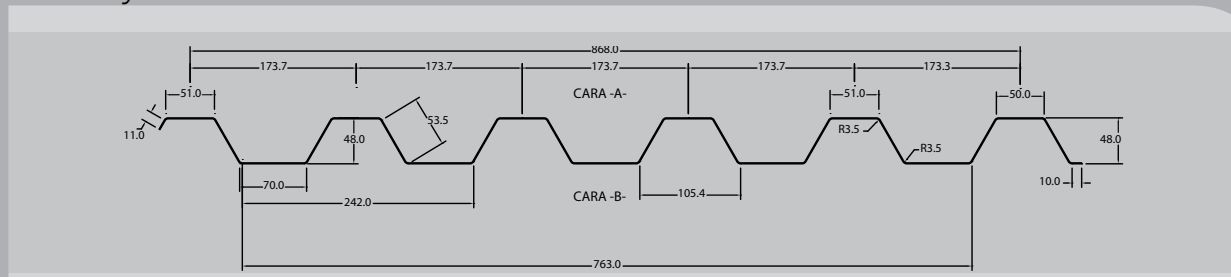 868.0
173.7 173.7 173.7 173.7 173.3
51.0 CARA -A- 51.0 50.0
11.0 53.5 R3.5
48.0 R3.5 48.0
70.0 105.4 10.0
242.0 CARA -B-
763.0